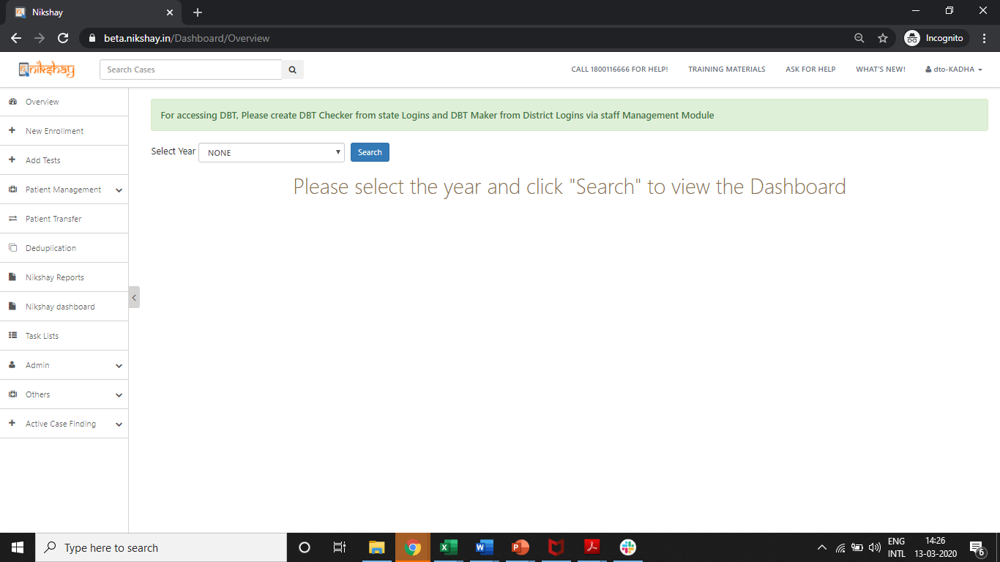 Nikshay
beta.nikshay.in/Dashboard/Overview
Incognito
nikshay
Search Cases
CALL 1800116666 FOR HELP!
TRAINING MATERIALS
ASK FOR HELP
WHAT'S NEW!
dto-KADHA
Overview
New Enrollment
Add Tests
Patient Management
Patient Transfer
Deduplication
Nikshay Reports
Nikshay dashboard
Task Lists
Admin
Others
Active Case Finding
For accessing DBT, Please create DBT Checker from state Logins and DBT Maker from District Logins via staff Management Module
Select Year NONE Search
Please select the year and click "Search" to view the Dashboard
Type here to search
ENG
INTL
14:26
13-03-2020
6